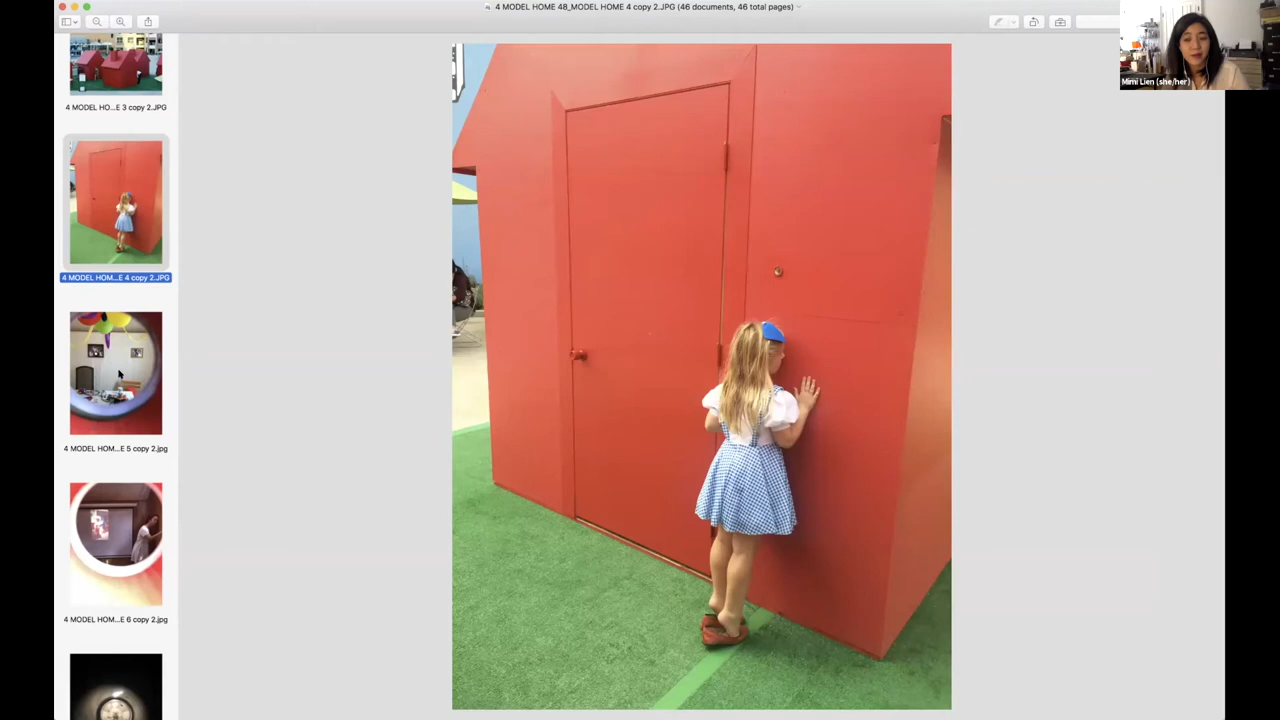 4 MODEL HOME 48_MODEL HOME 4 copy 2.JPG (46 documents, 46 total pages)
Mimi Lien (she/her)
4 MODEL HO...E 3 copy 2.JPG
4 MODEL HOM...E 4 copy 2.JPG
4 MODEL HOM...E 5 copy 2.jpg
4 MODEL HOM...E 6 copy 2.jpg